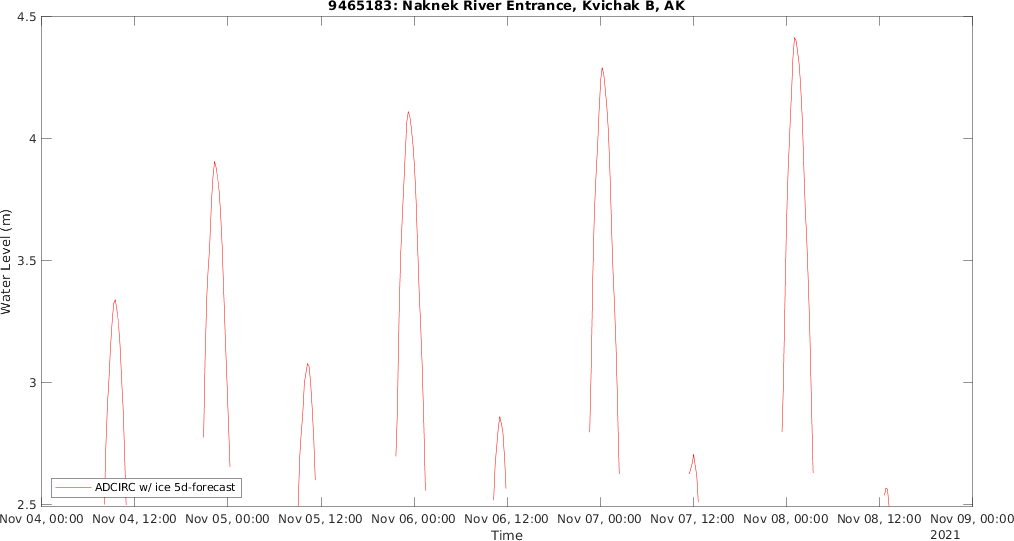 9465183: Naknek River Entrance, Kvichak B, AK
4.5
4
3.5
3
2.5
Water Level (m)
ADCIRC w/ ice 5d-forecast
Nov 04, 00:00 Nov 04, 12:00 Nov 05, 00:00 Nov 05, 12:00 Nov 06, 00:00 Nov 06, 12:00 Nov 07, 00:00 Nov 07, 12:00 Nov 08, 00:00 Nov 08, 12:00 Nov 09, 00:00
Time
2021